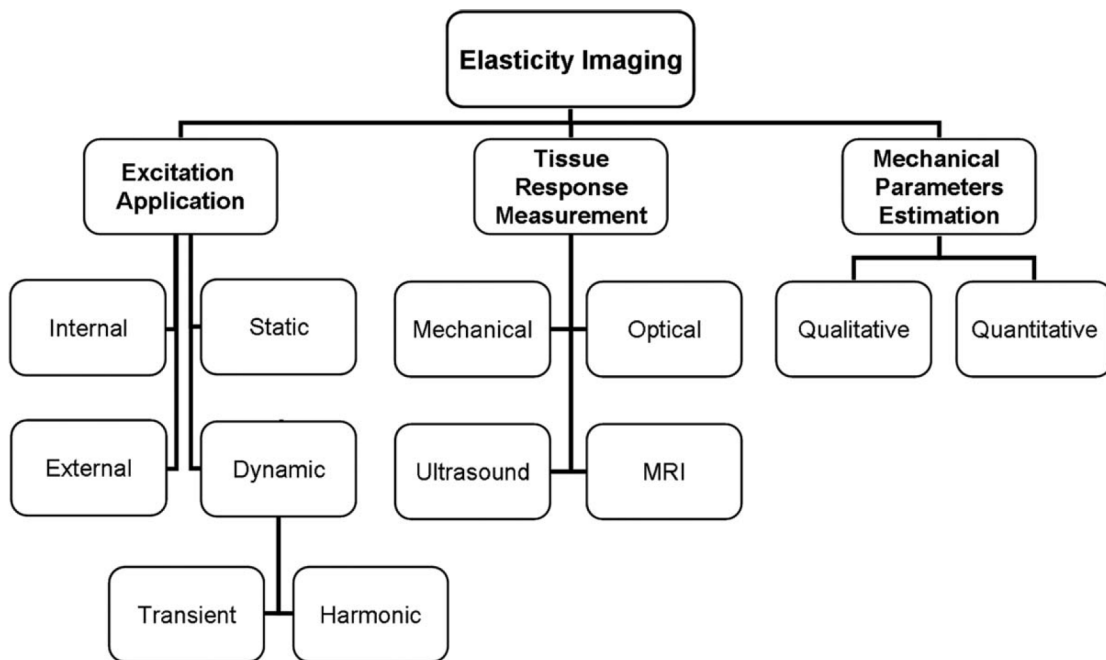 Elasticity Imaging
Excitation
Application
Tissue
Response
Measurement
Mechanical
Parameters
Estimation
Internal
Static
Mechanical
Optical
Qualitative
Quantitative
External
Dynamic
Ultrasound
MRI
Transient
Harmonic